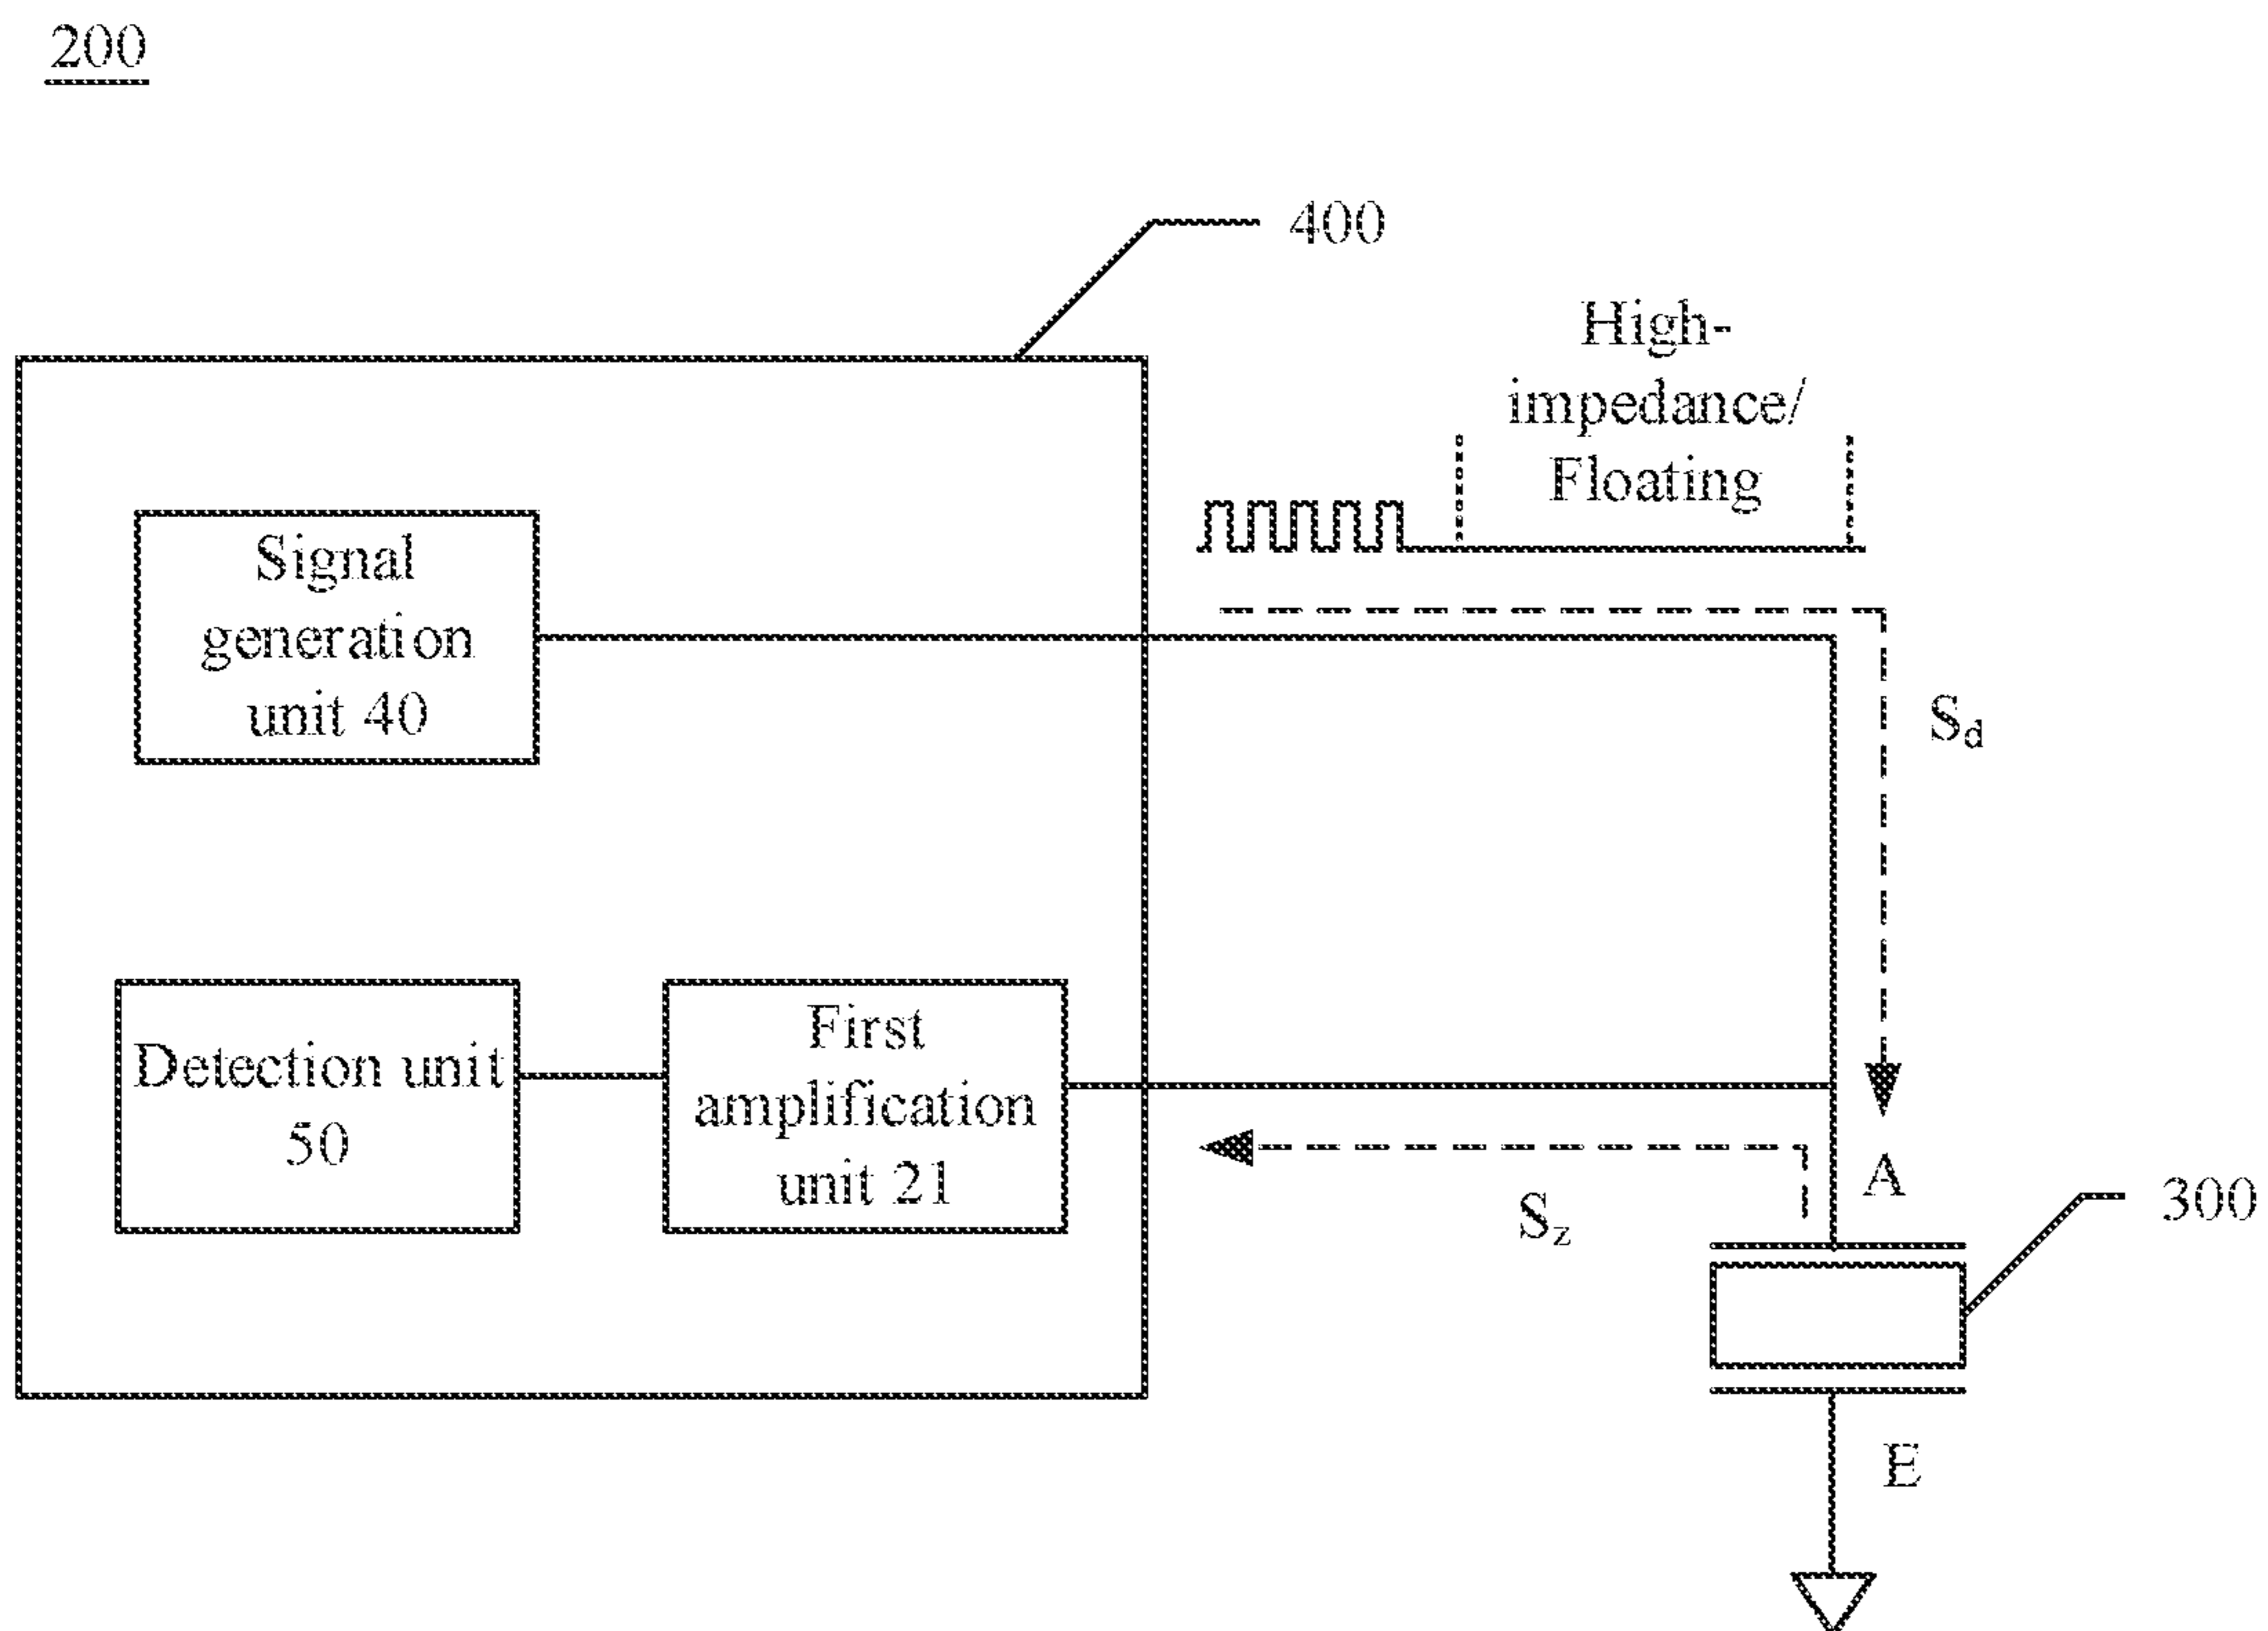 200
400
High-
impedance/
Floating
Signal
generation
unit 40
Sd
Detection unit
50
First
amplification
unit 21
A
Sz
300
E